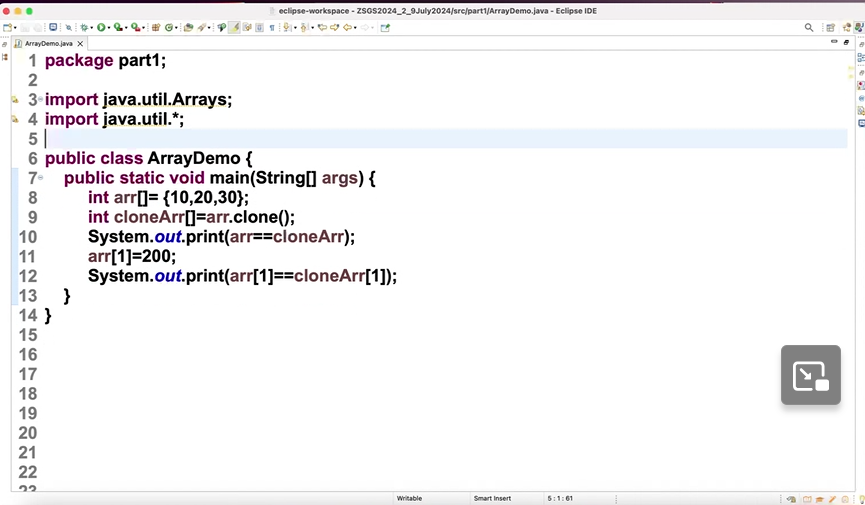 eclipse-workspace - ZSGS2024_2_9July2024/src/part1/ArrayDemo.java - Eclipse IDE
ArrayDemo.java
1 package part1;
2
3 import java.util.Arrays;
4 import java.util.*;
5
6 public class ArrayDemo {
7 public static void main(String[] args) {
8 int arr[]= {10,20,30};
9 int cloneArr[]=arr.clone();
10 System.out.print(arr==cloneArr);
11 arr[1]=200;
12 System.out.print(arr[1]==cloneArr[1]);
13 }
14 }
15
16
17
18
19
20
21
22
23
Writable Smart Insert 5 : 1 : 61